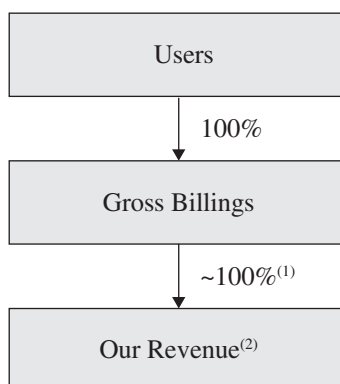 Users
100%
Gross Billings
~100%(1)
Our Revenue(2)